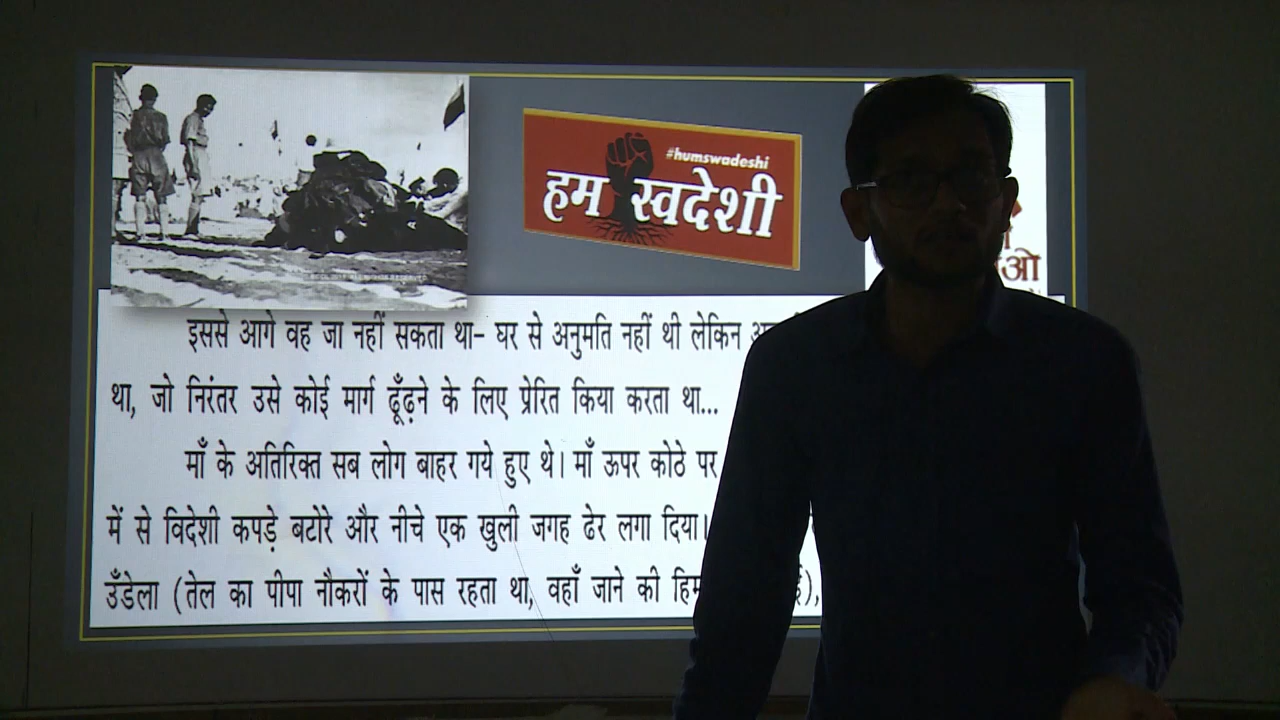 #humswadeshi
हम स्वदेशी
ओ
इससे आगे वह जा नहीं सकता था- घर से अनुमति नहीं थी लेकिन
था, जो निरंतर उसे कोई मार्ग ढूँढ़ने के लिए प्रेरित किया करता था...
माँ के अतिरिक्त सब लोग बाहर गये हुए थे। माँ ऊपर कोठे पर
में से विदेशी कपड़े बटोरे और नीचे एक खुली जगह ढेर लगा दिया।
उँडेला (तेल का पीपा नौकरों के पास रहता था, वहाँ जाने की